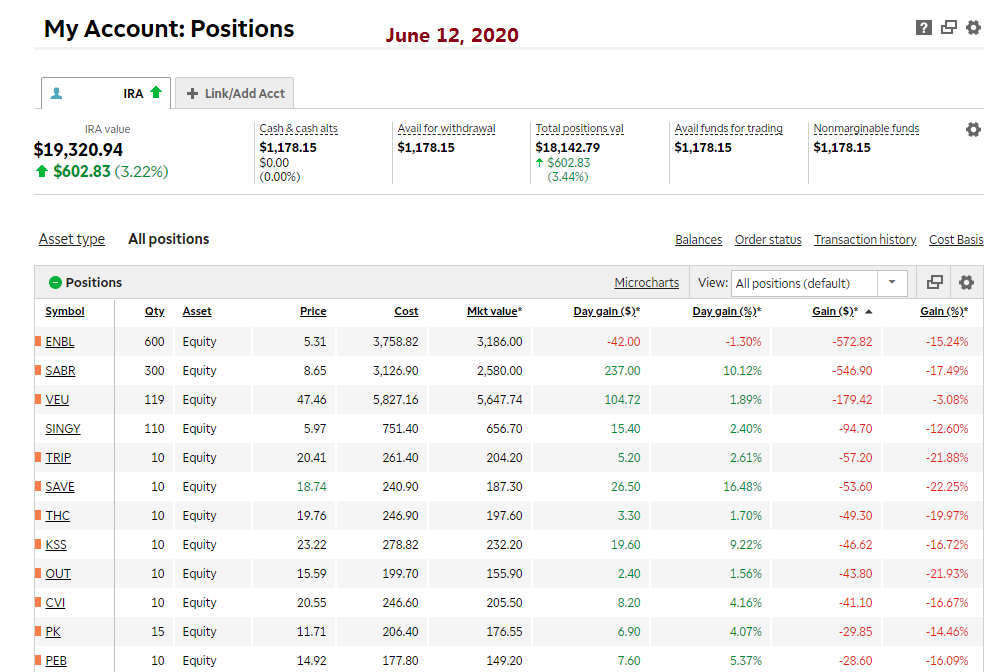 My Account: Positions
June 12, 2020
?
IRA
Link/Add Acct
IRA value Cash & cash alts Avail for withdrawal Total positions val Avail funds for trading Nonmarginable funds
$19,320.94 $1,178.15 $1,178.15 $18,142.79 $1,178.15 $1,178.15
$602.83 (3.22%) $0.00 $602.83
(0.00%) (3.44%)
Asset type All positions Balances Order status Transaction history Cost Basis
Positions Microcharts View: All positions (default)
Symbol Qty Asset Price Cost Mkt value* Day gain ($)* Day gain (%)* Gain ($)* Gain (%)*
ENBL 600 Equity 5.31 3,758.82 3,186.00 -42.00 -1.30% -572.82 -15.24%
SABR 300 Equity 8.65 3,126.90 2,580.00 237.00 10.12% -546.90 -17.49%
VEU 119 Equity 47.46 5,827.16 5,647.74 104.72 1.89% -179.42 -3.08%
SINGY 110 Equity 5.97 751.40 656.70 15.40 2.40% -94.70 -12.60%
TRIP 10 Equity 20.41 261.40 204.20 5.20 2.61% -57.20 -21.88%
SAVE 10 Equity 18.74 240.90 187.30 26.50 16.48% -53.60 -22.25%
THC 10 Equity 19.76 246.90 197.60 3.30 1.70% -49.30 -19.97%
KSS 10 Equity 23.22 278.82 232.20 19.60 9.22% -46.62 -16.72%
OUT 10 Equity 15.59 199.70 155.90 2.40 1.56% -43.80 -21.93%
CVI 10 Equity 20.55 246.60 205.50 8.20 4.16% -41.10 -16.67%
PK 15 Equity 11.71 206.40 176.55 6.90 4.07% -29.85 -14.46%
PEB 10 Equity 14.92 177.80 149.20 7.60 5.37% -28.60 -16.09%